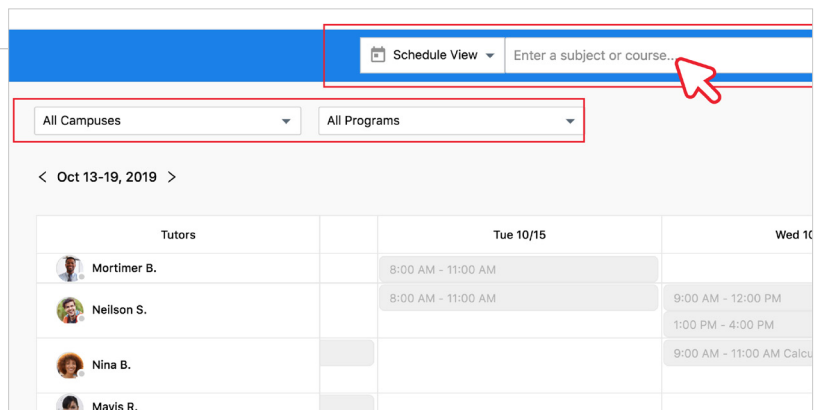 Schedule View
Enter a subject or course...
All Campuses
All Programs
< Oct 13-19, 2019 >
Tutors
Tue 10/15
Wed 10
Mortimer B.
8:00 AM - 11:00 AM
Neilson S.
8:00 AM - 11:00 AM
9:00 AM - 12:00 PM
1:00 PM - 4:00 PM
Nina B.
9:00 AM - 11:00 AM Calcu
Mavis R.